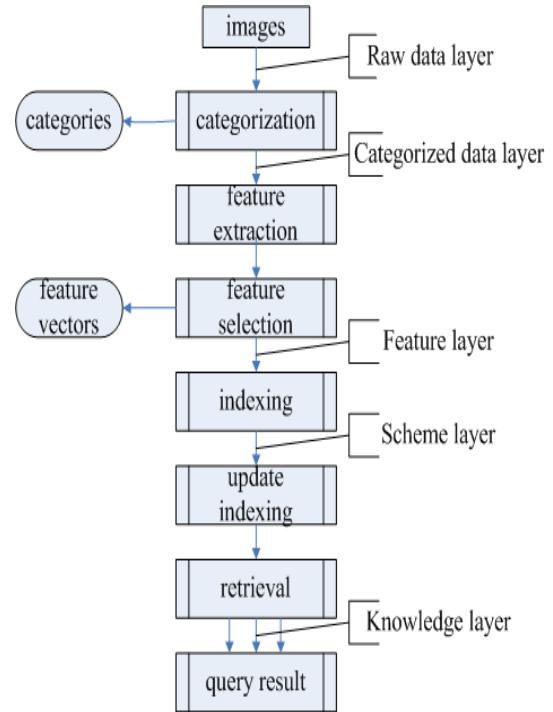 images
Raw data layer
categories
categorization
Categorized data layer
feature
extraction
feature
vectors
feature
selection
Feature layer
indexing
Scheme layer
update
indexing
retrieval
Knowledge layer
query result